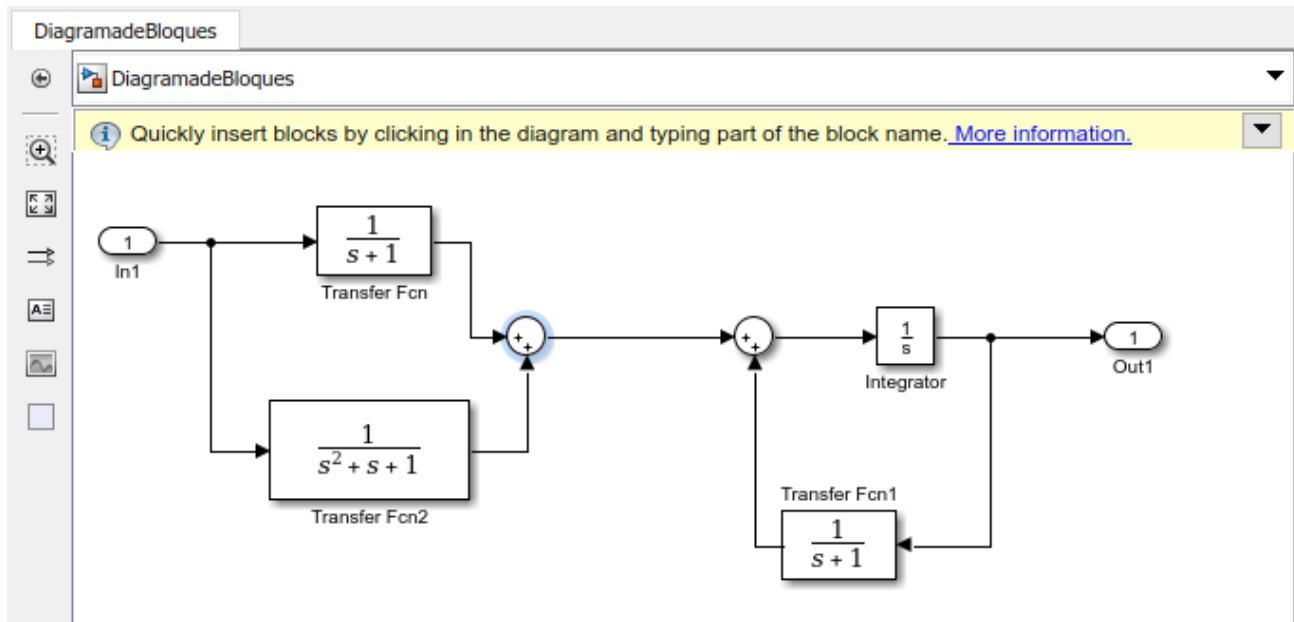 DiagramadeBloques
DiagramadeBloques
Quickly insert blocks by clicking in the diagram and typing part of the block name. More information.
1
In1
1
s + 1
Transfer Fcn
1
s² + s + 1
Transfer Fcn2
+
+
+
+
1
s
Integrator
1
Out1
Transfer Fcn1
1
s + 1